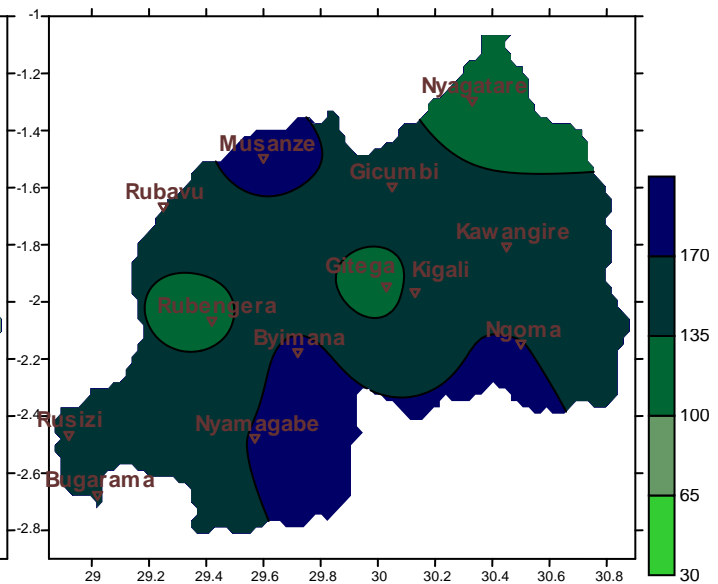 -1
-1.2
Nyagatare
-1.4
Musanze
Gicumbi
-1.6
Rubavu
-1.8
Kawangire
170
Gitega
Kigali
-2
Rubengera
135
Byimana
Ngoma
-2.2
-2.4
Rusizi
Nyamagabe
100
-2.6
Bugarama
65
-2.8
30
29 29.2 29.4 29.6 29.8 30 30.2 30.4 30.6 30.8